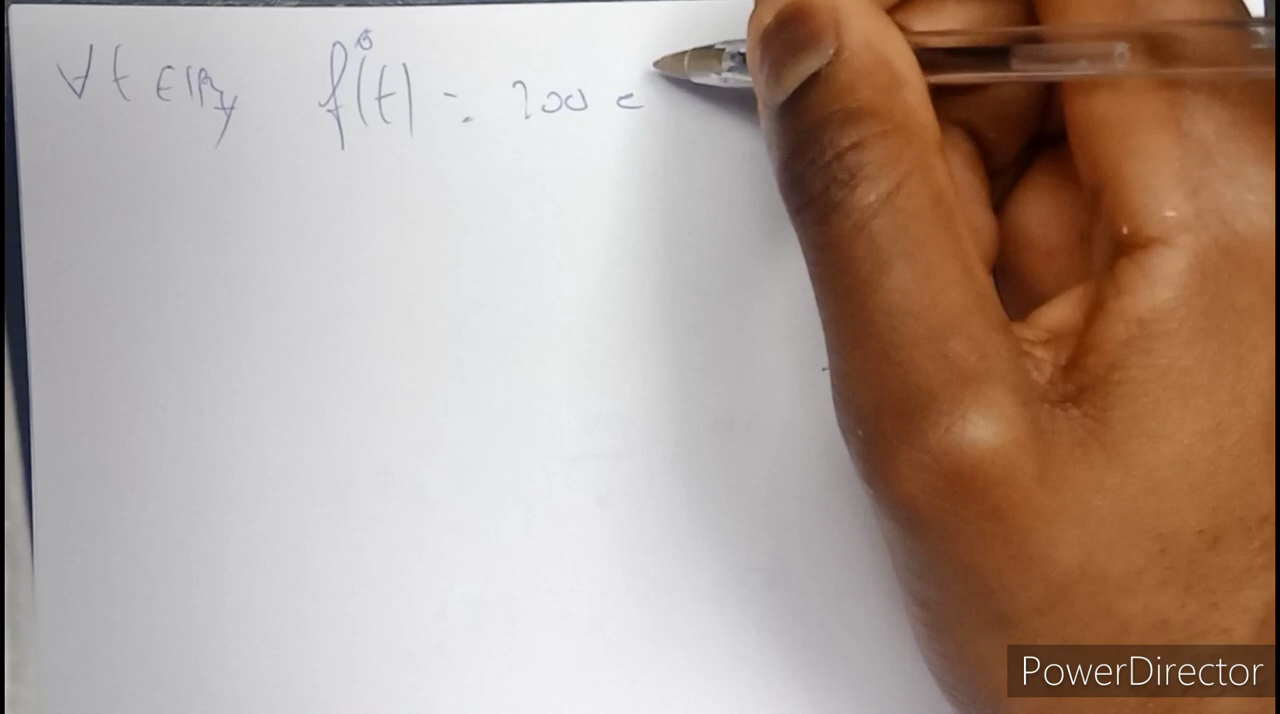 ∀t ∈ ℝ₊ f°(t) = 200 e
PowerDirector